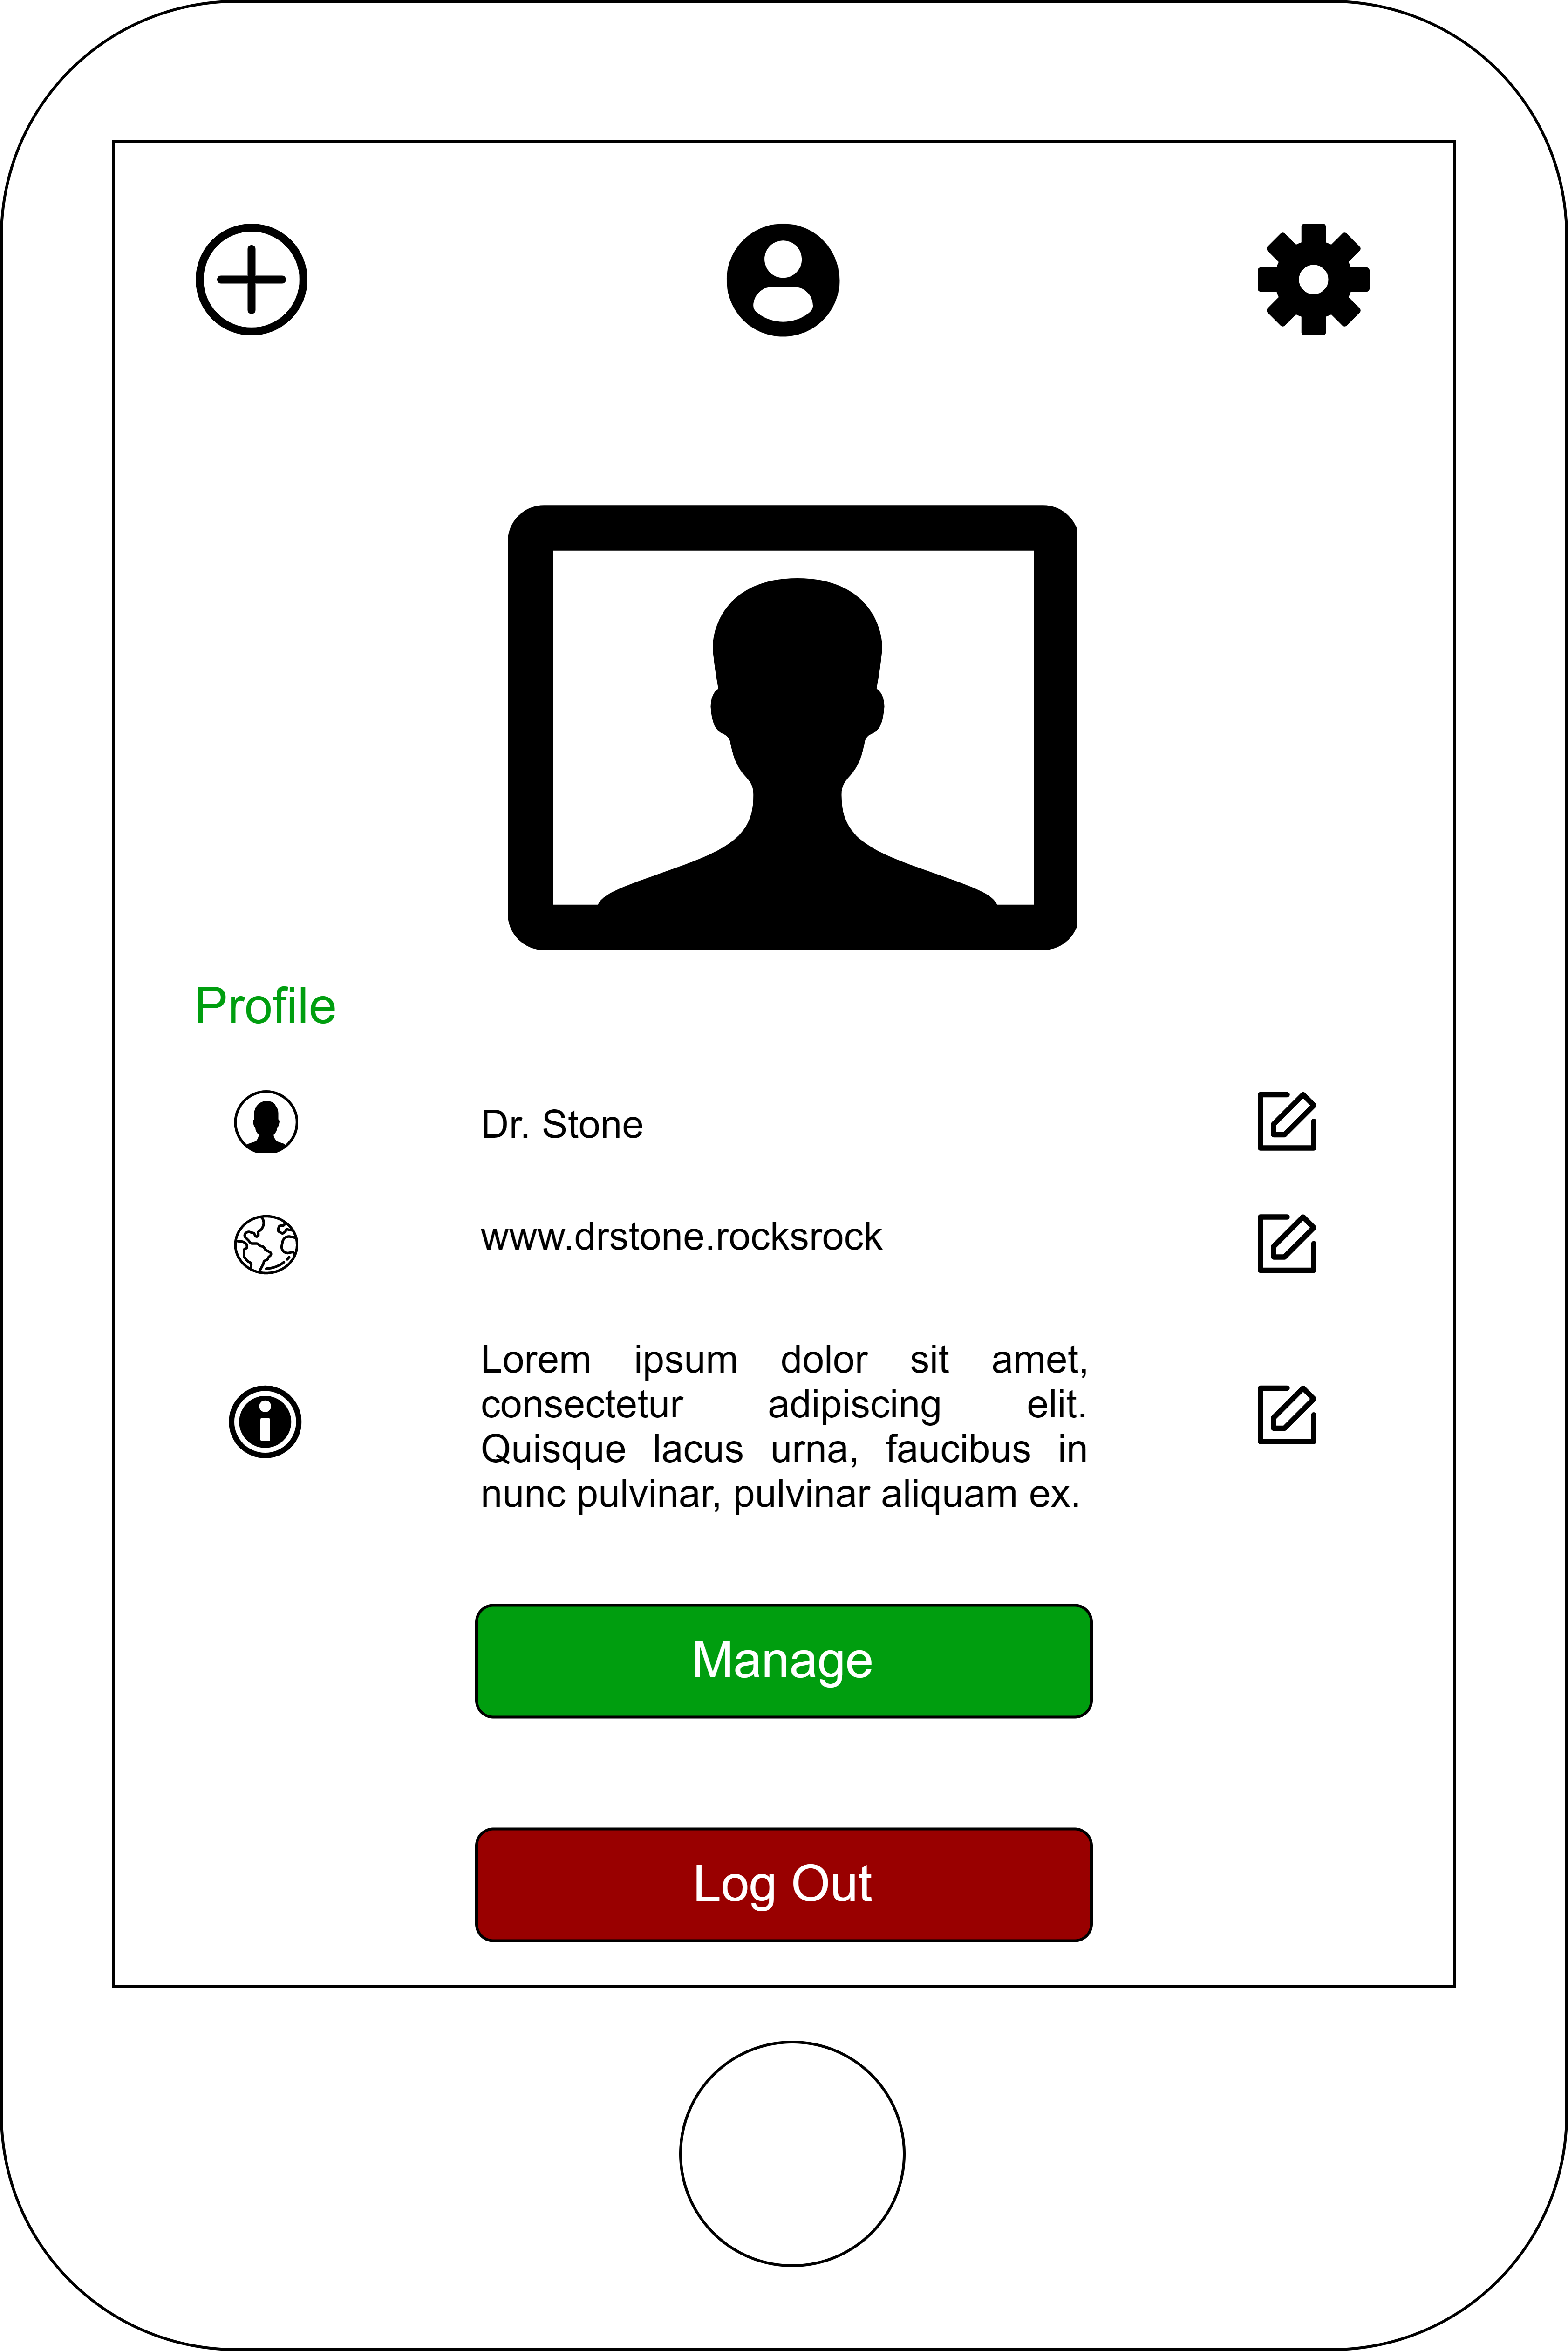 Profile
Dr. Stone
www.drstone.rocksrock
Lorem ipsum dolor sit amet,
consectetur adipiscing elit.
Quisque lacus urna, faucibus in
nunc pulvinar, pulvinar aliquam ex.
Manage
Log Out